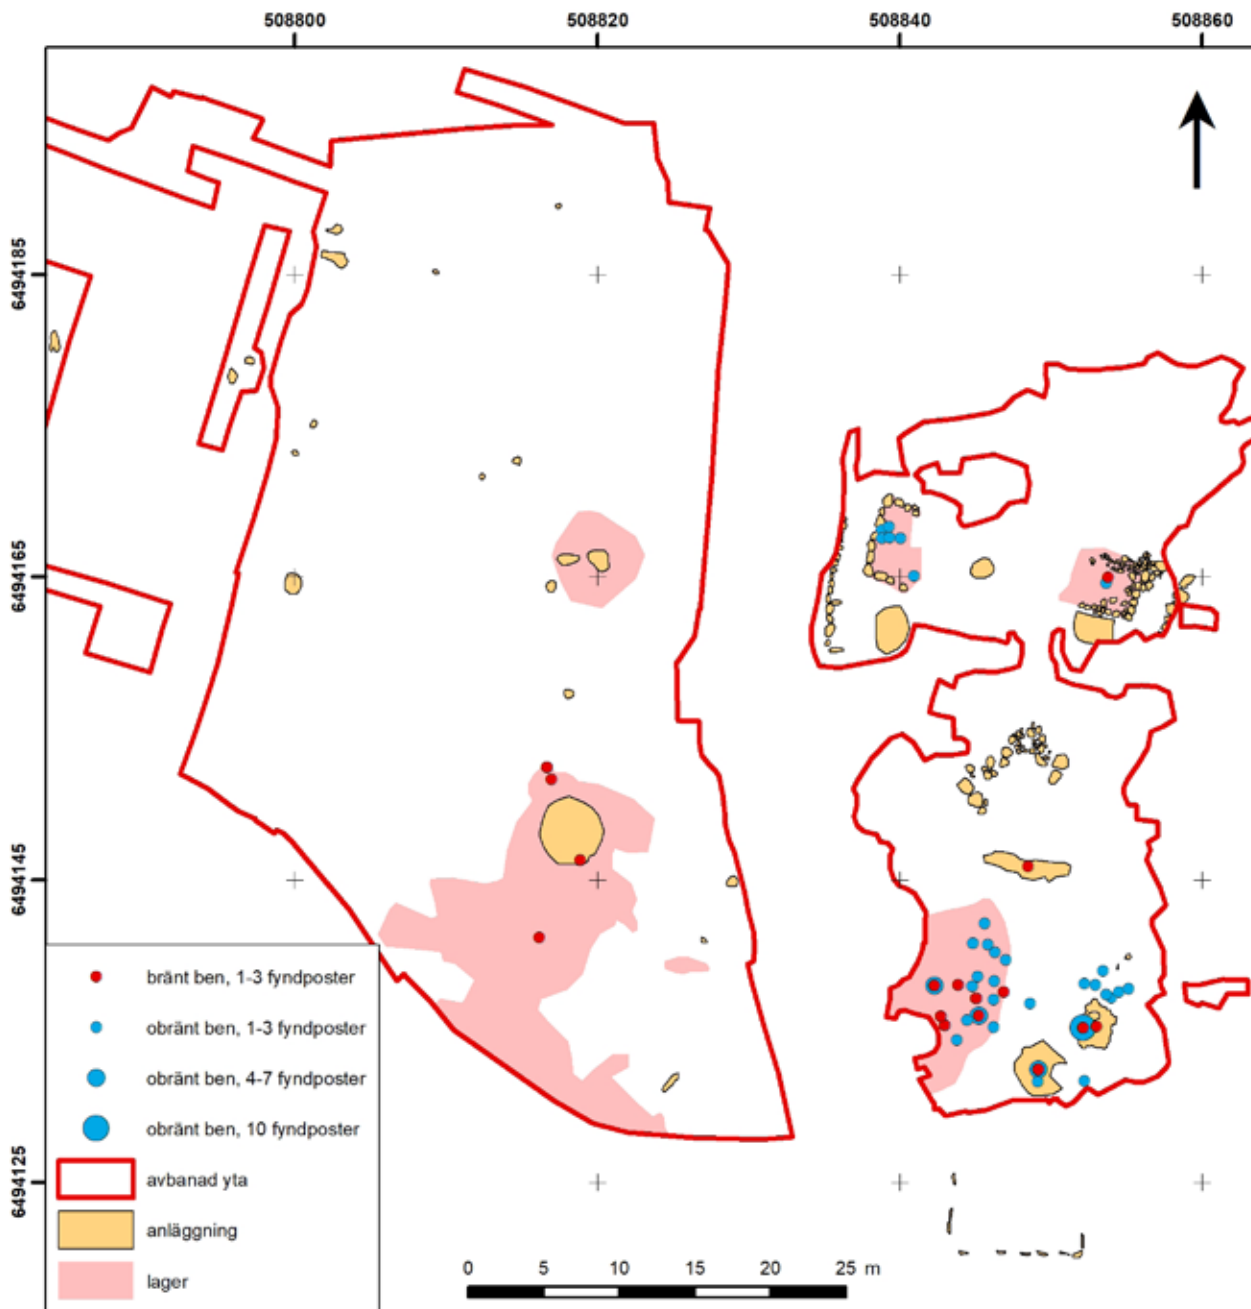 508800 508820 508840 508860
6494185
6494165
6494145
6494125
bränt ben, 1-3 fyndposter
obränt ben, 1-3 fyndposter
obränt ben, 4-7 fyndposter
obränt ben, 10 fyndposter
avbanad yta
anläggning
lager
0 5 10 15 20 25 m